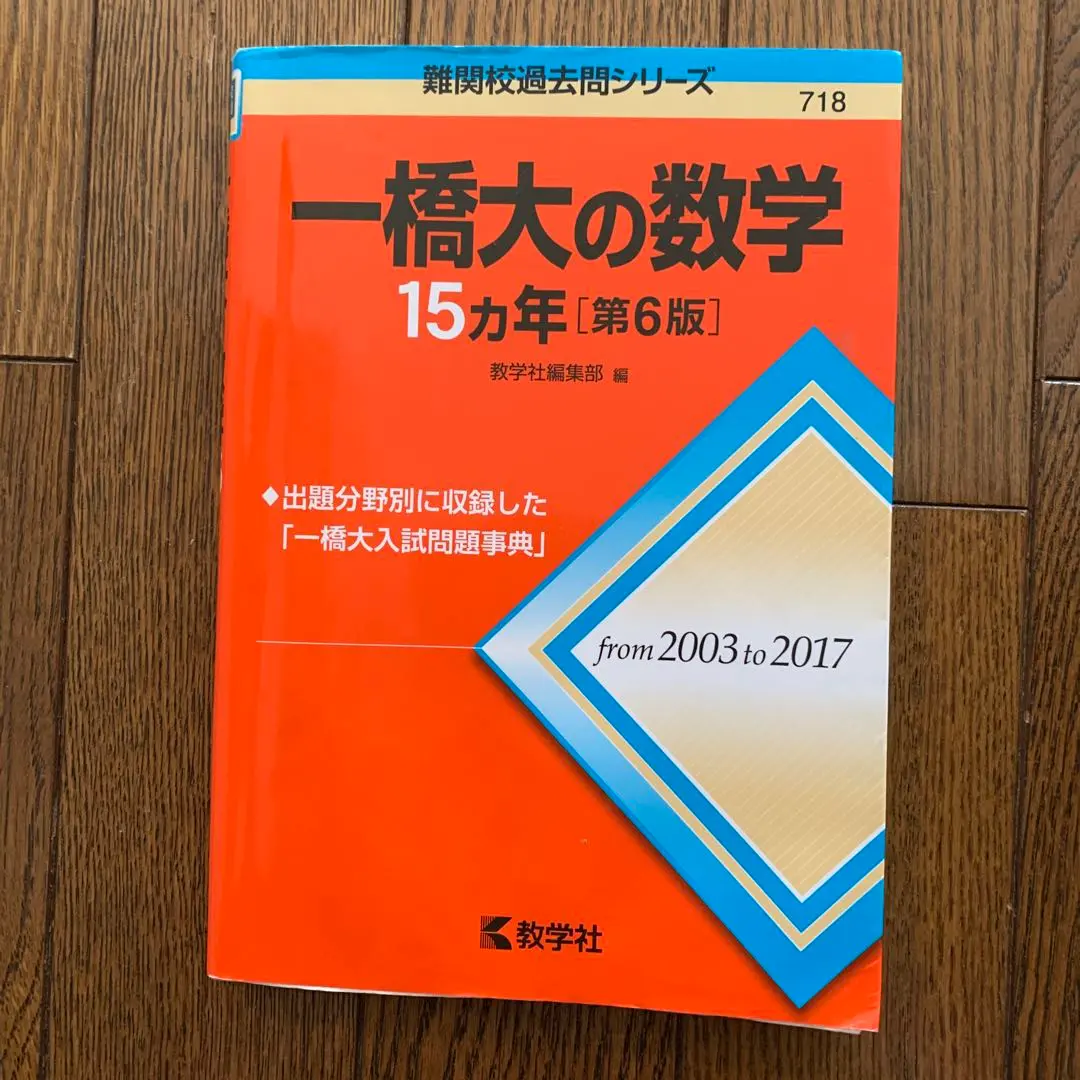 難関校過去問シリーズ
718
一橋大の数学
15カ年[第6版]
教学社編集部 編
◆出題分野別に収録した
「一橋大入試問題事典」
from 2003 to 2017
教学社